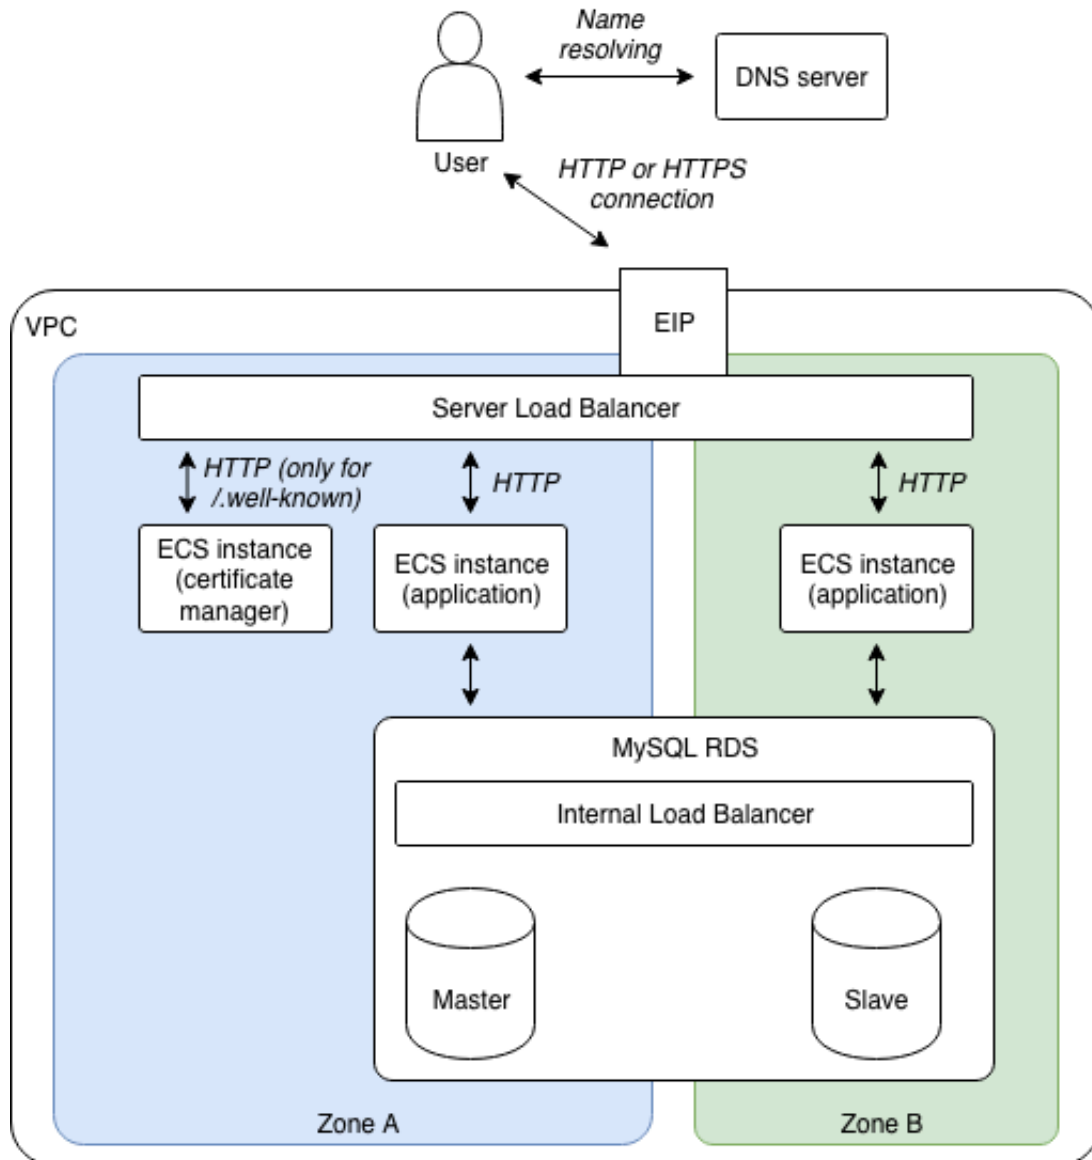 Name
resolving
DNS server
User
HTTP or HTTPS
connection
EIP
VPC
Server Load Balancer
HTTP (only for
/.well-known)
HTTP
HTTP
ECS instance
(certificate
manager)
ECS instance
(application)
ECS instance
(application)
MySQL RDS
Internal Load Balancer
Master
Slave
Zone A
Zone B